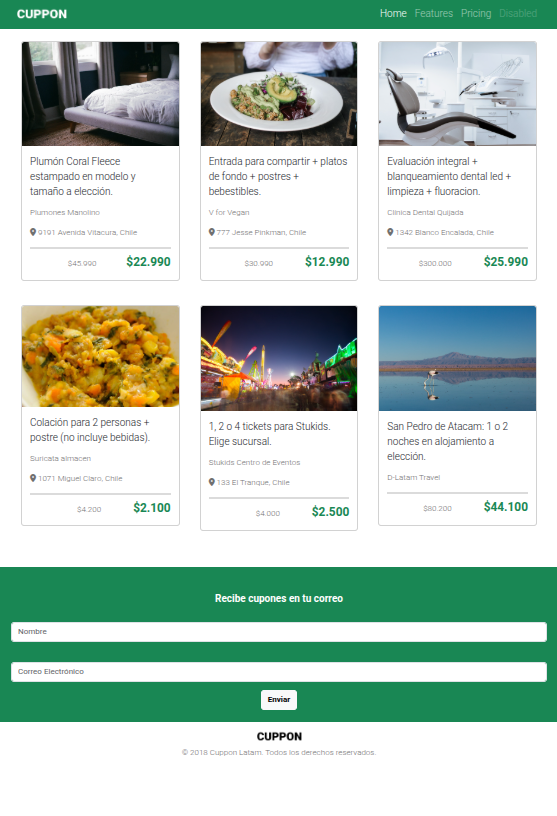 CUPPON
Home Features Pricing Disabled
Plumón Coral Fleece
estampado en modelo y
tamaño a elección.
Plumones Manolino
9191 Avenida Vitacura, Chile
$45.990 $22.990
Entrada para compartir + platos
de fondo + postres +
bebestibles.
V for Vegan
777 Jesse Pinkman, Chile
$30.990 $12.990
Evaluación integral +
blanqueamiento dental led +
limpieza + fluoracion.
Clínica Dental Quijada
1342 Blanco Encalada, Chile
$300.000 $25.990
Colación para 2 personas +
postre (no incluye bebidas).
Suricata almacen
1071 Miguel Claro, Chile
$4.200 $2.100
1, 2 o 4 tickets para Stukids.
Elige sucursal.
Stukids Centro de Eventos
133 El Tranque, Chile
$4.000 $2.500
San Pedro de Atacam: 1 o 2
noches en alojamiento a
elección.
D-Latam Travel
$80.200 $44.100
Recibe cupones en tu correo
Nombre
Correo Electrónico
Enviar
CUPPON
© 2018 Cuppon Latam. Todos los derechos reservados.